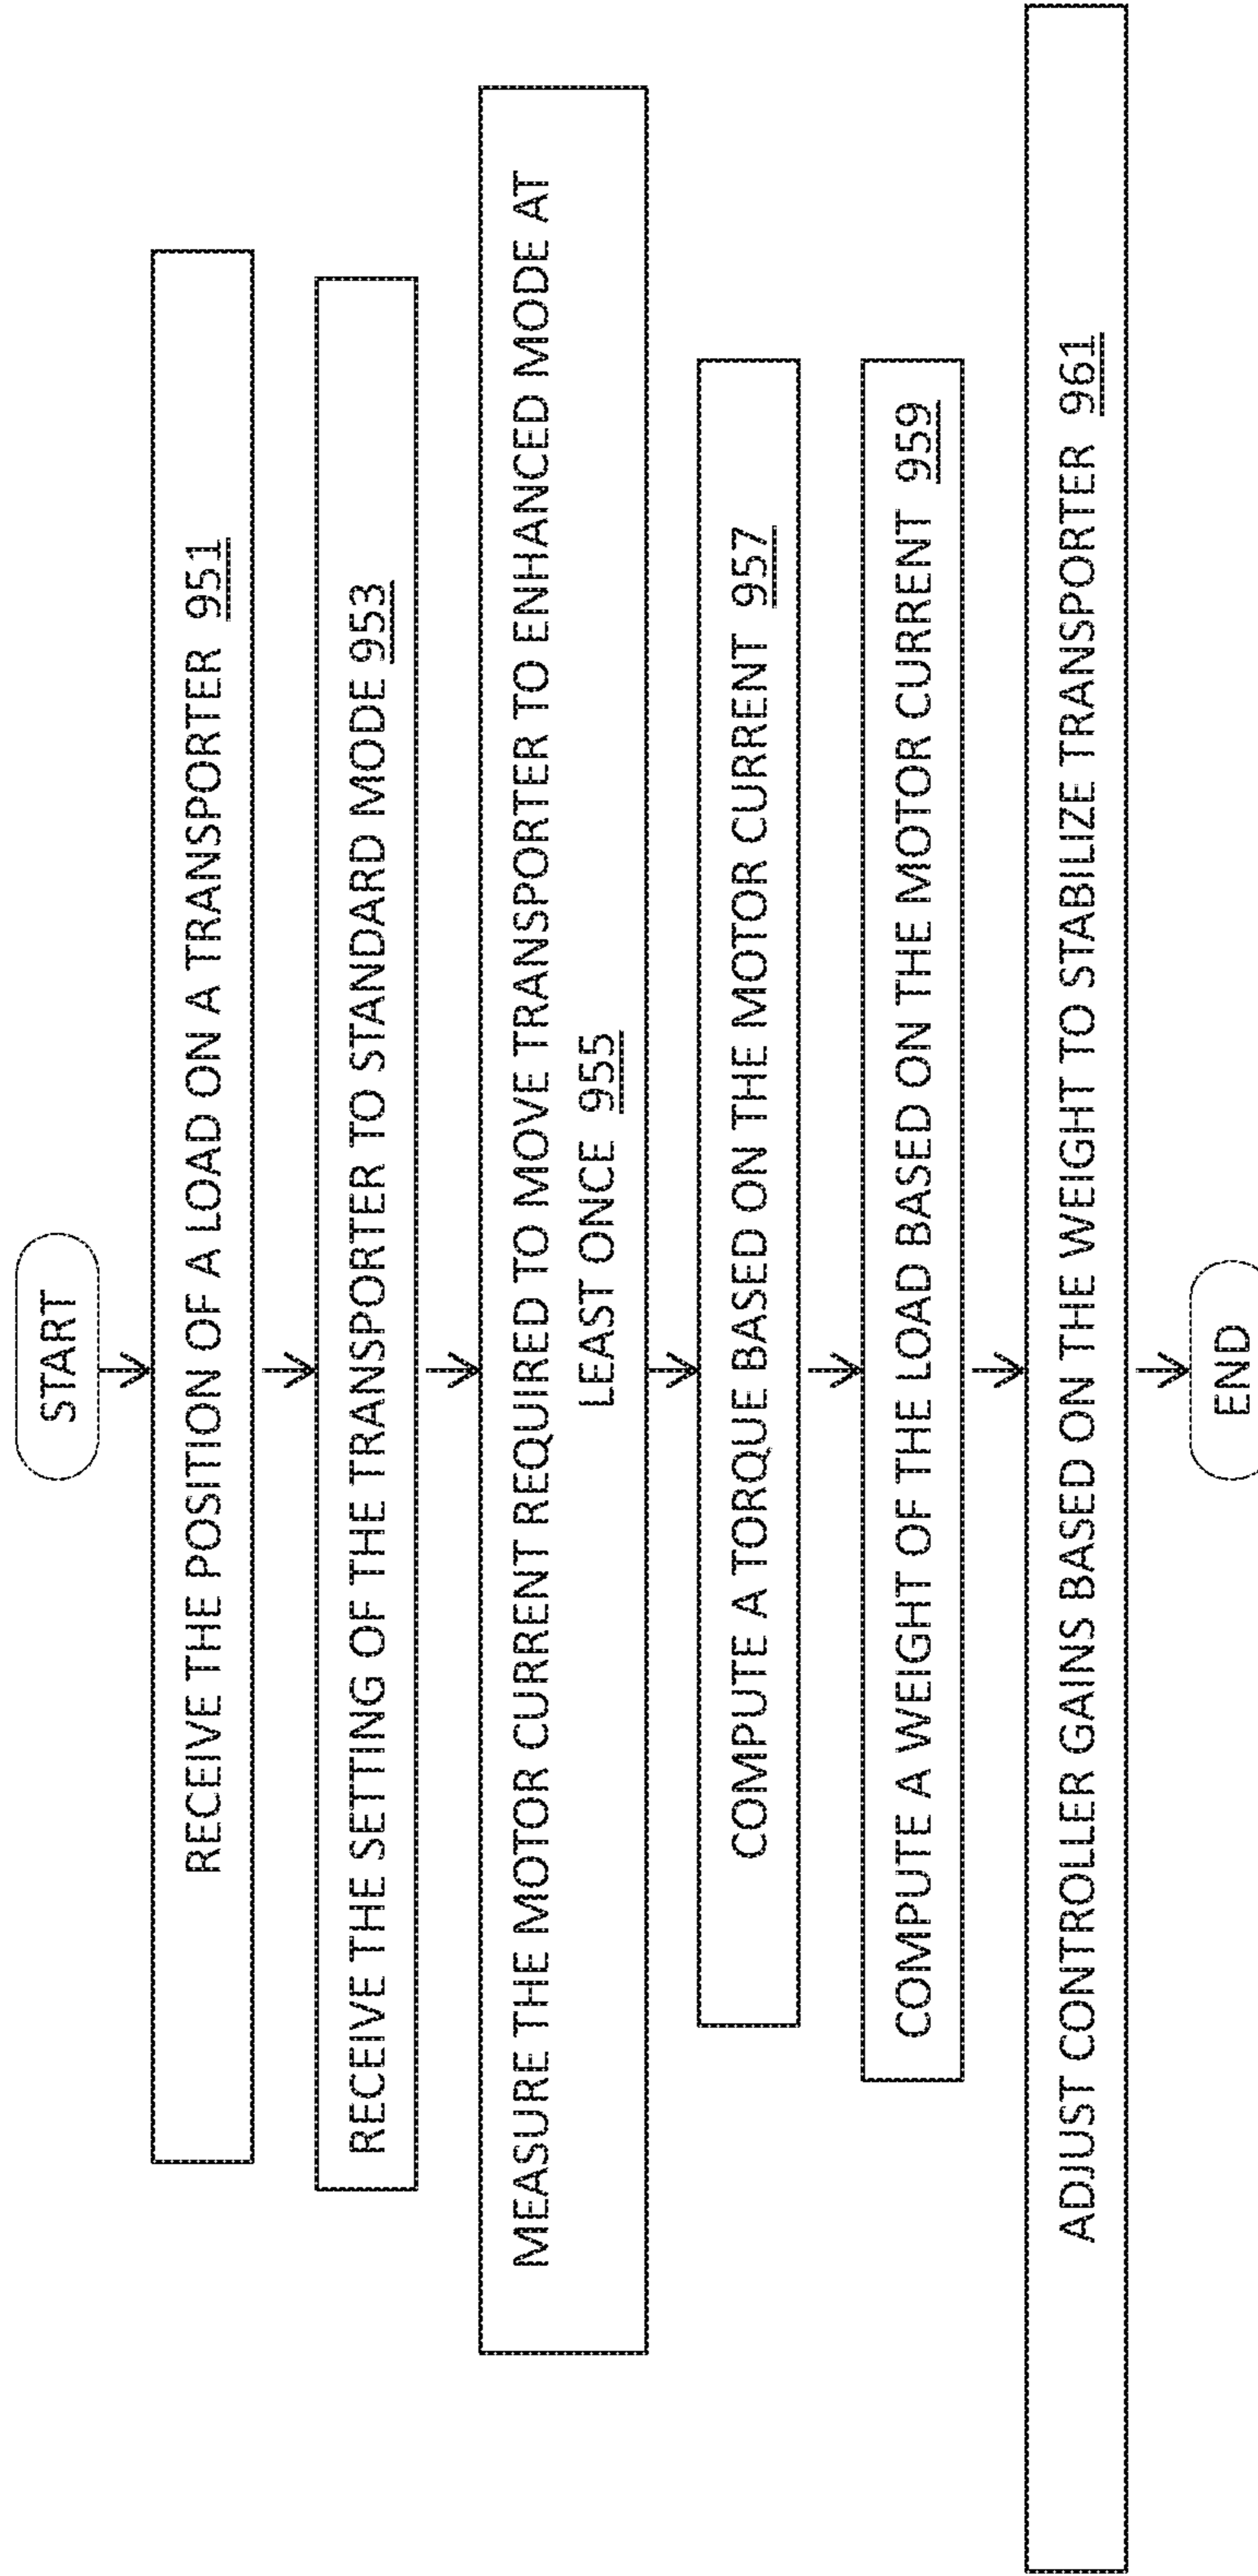 START
RECEIVE THE POSITION OF A LOAD ON A TRANSPORTER 951
RECEIVE THE SETTING OF THE TRANSPORTER TO STANDARD MODE 953
MEASURE THE MOTOR CURRENT REQUIRED TO MOVE TRANSPORTER TO ENHANCED MODE AT
LEAST ONCE 955
COMPUTE A TORQUE BASED ON THE MOTOR CURRENT 957
COMPUTE A WEIGHT OF THE LOAD BASED ON THE MOTOR CURRENT 959
ADJUST CONTROLLER GAINS BASED ON THE WEIGHT TO STABILIZE TRANSPORTER 961
END